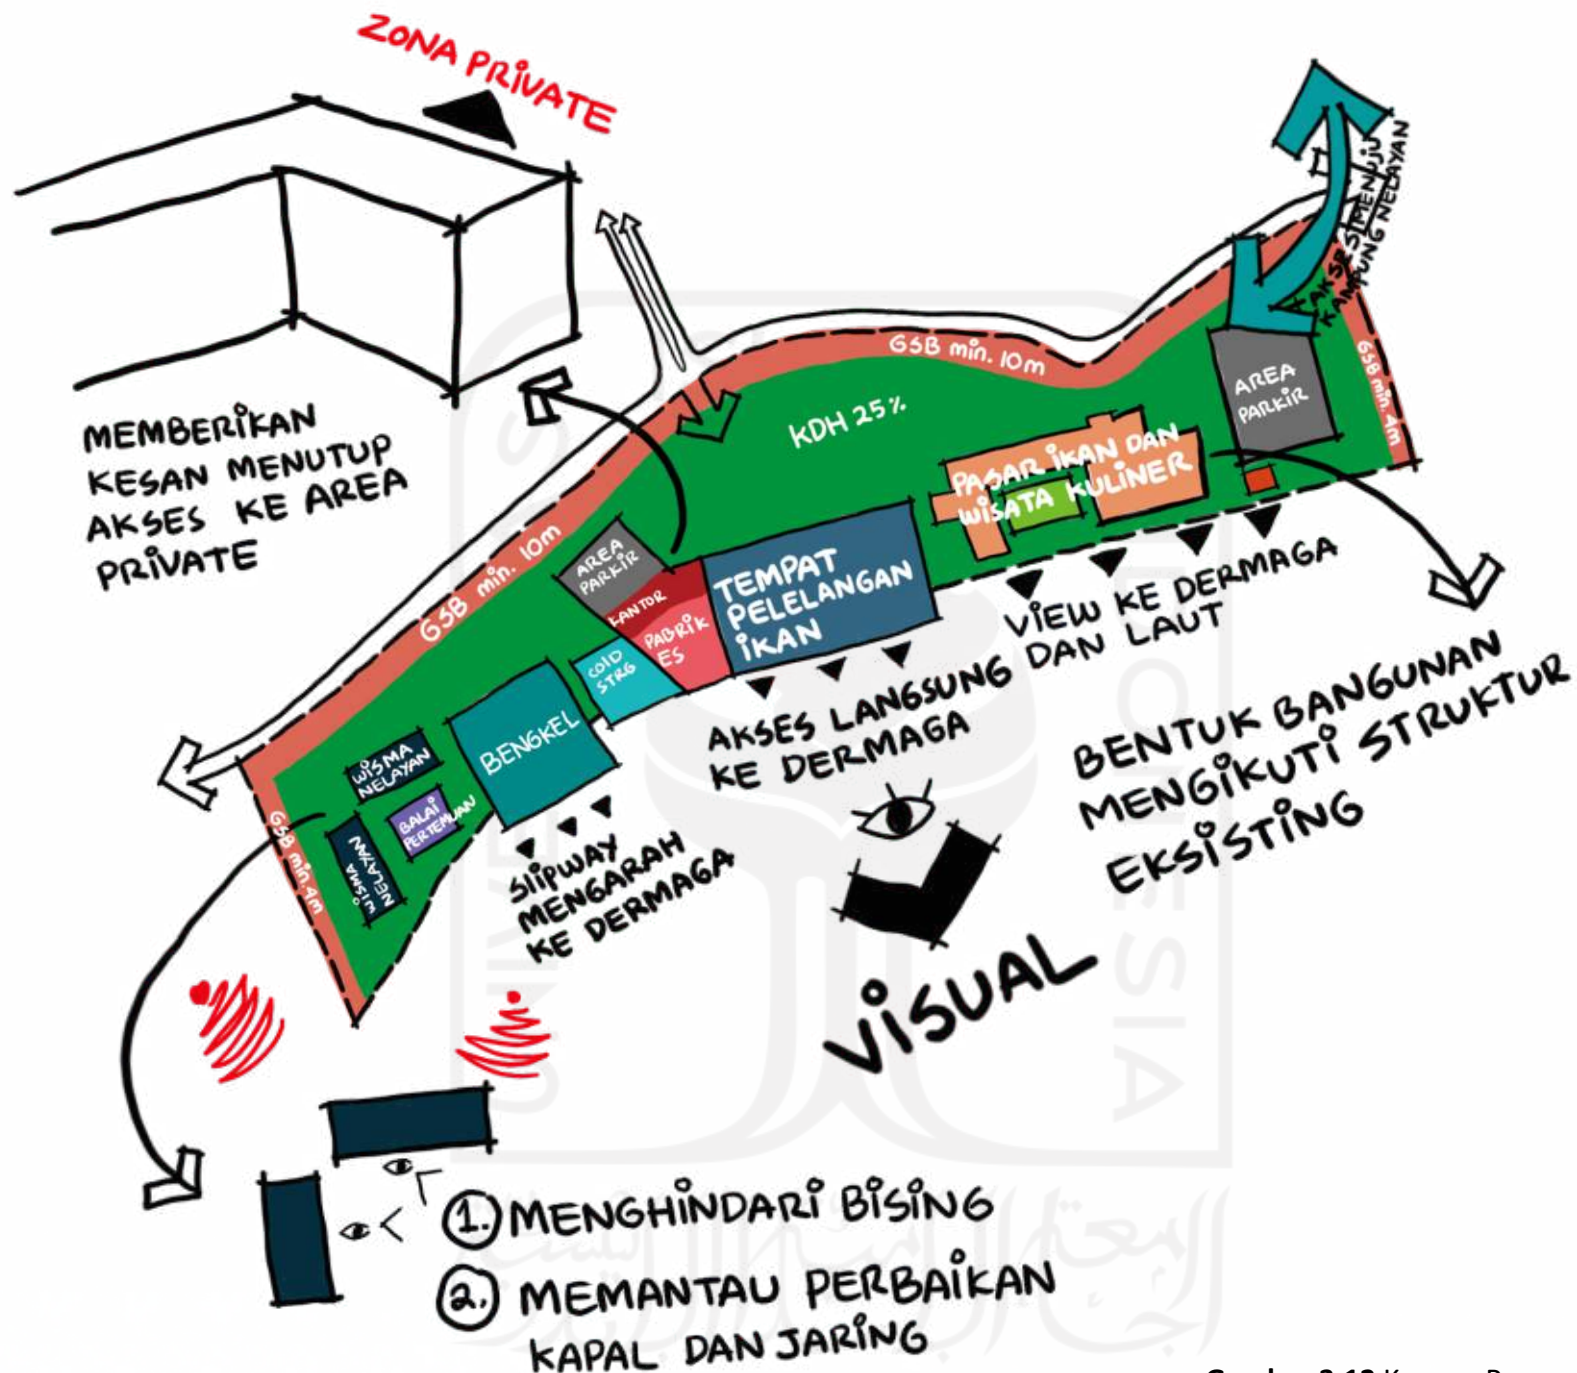 ZONA PRIVATE
MEMBERIKAN
KESAN MENUTUP
AKSES KE AREA
PRIVATE
AKSES MENUJU
KAMPUNG NELAYAN
GSB min. 10m
GSB min. 4m
KDH 25%
AREA
PARKIR
PASAR IKAN DAN
WISATA KULINER
GSB min. 10m
AREA
PARKIR
KANTOR
PABRIK
ES
TEMPAT
PELELANGAN
IKAN
COLD
STRG
BENGKEL
WISMA
NELAYAN
BALAI
PERTEMUAN
WISMA
NELAYAN
GSB min. 4m
VIEW KE DERMAGA
DAN LAUT
AKSES LANGSUNG
KE DERMAGA
SLIPWAY
MENGARAH
KE DERMAGA
BENTUK BANGUNAN
MENGIKUTI STRUKTUR
EKSISTING
VISUAL
1. MENGHINDARI BISING
2. MEMANTAU PERBAIKAN
KAPAL DAN JARING